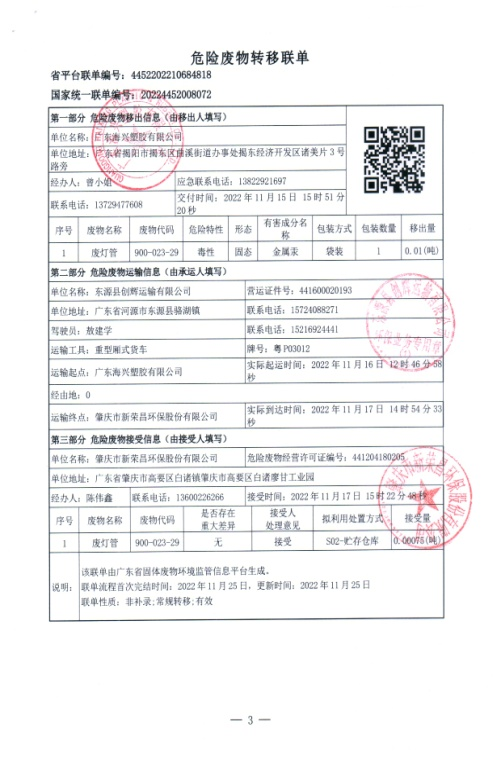 危险废物转移联单
省平台联单编号：4452202210684818
国家统一联单编号：20224452008072
第一部分 危险废物移出信息（由移出人填写）
单位名称：广东海兴塑胶有限公司
单位地址：广东省揭阳市揭东区曲溪街道办事处揭东经济开发区诸美片3号
路旁
经办人：曾小姐 应急联系电话：13822921697
联系电话：13729477608 交付时间：2022年11月15日 15时51分
20秒
序号 废物名称 废物代码 危险特性 形态 有害成分名称 包装方式 包装数量 移出量
1 废灯管 900-023-29 毒性 固态 金属汞 袋装 1 0.01(吨)
第二部分 危险废物运输信息（由承运人填写）
单位名称：东源县创辉运输有限公司 营运证件号：441600020193
单位地址：广东省河源市东源县骆湖镇 联系电话：15724088271
驾驶员：敖建学 联系电话：15216924441
运输工具：重型厢式货车 牌号：粤P03012
运输起点：广东海兴塑胶有限公司 实际起运时间：2022年11月16日 12时46分58
秒
经由地：0
运输终点：肇庆市新荣昌环保股份有限公司 实际到达时间：2022年11月17日 14时54分33
秒
第三部分 危险废物接受信息（由接受人填写）
单位名称：肇庆市新荣昌环保股份有限公司 危险废物经营许可证编号：441204180205
单位地址：广东省肇庆市高要区白诸镇肇庆市高要区白诸廖甘工业园
经办人：陈伟鑫 联系电话：13600226266 接受时间：2022年11月17日 15时22分48秒
序号 废物名称 废物代码 是否存在重大差异 接受人处理意见 拟利用处置方式 接受量
1 废灯管 900-023-29 无 接受 S02-贮存仓库 0.00075(吨)
说明：该联单由广东省固体废物环境监管信息平台生成。
联单流程首次完结时间：2022年11月25日，更新时间：2022年11月25日
联单性质：非补录;常规转移;有效
— 3 —